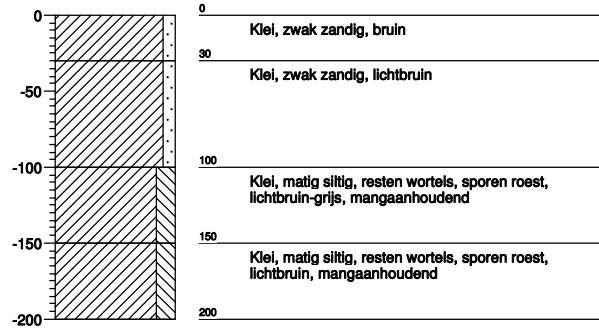 0
0
Klei, zwak zandig, bruin
30
-50
Klei, zwak zandig, lichtbruin
-100
100
Klei, matig siltig, resten wortels, sporen roest,
lichtbruin-grijs, mangaanhoudend
-150
150
Klei, matig siltig, resten wortels, sporen roest,
lichtbruin, mangaanhoudend
-200
200